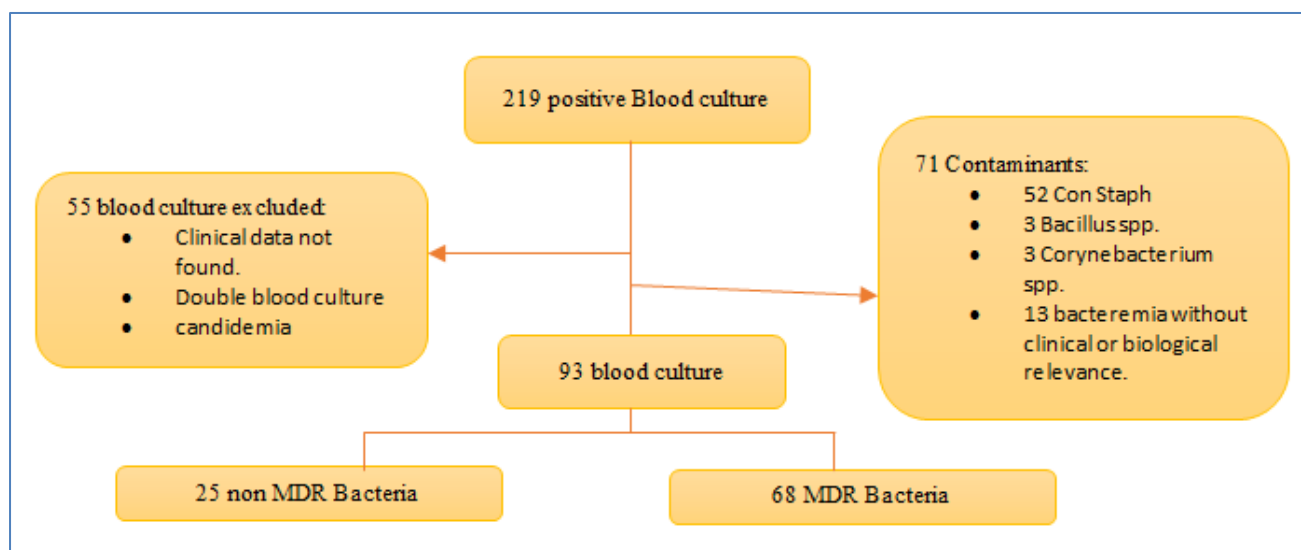 219 positive Blood culture
55 blood culture excluded:
● Clinical data not
found.
● Double blood culture
● candidemia
71 Contaminants:
● 52 Con Staph
● 3 Bacillus spp.
● 3 Corynebacterium
spp.
● 13 bacteremia without
clinical or biological
relevance.
93 blood culture
25 non MDR Bacteria
68 MDR Bacteria